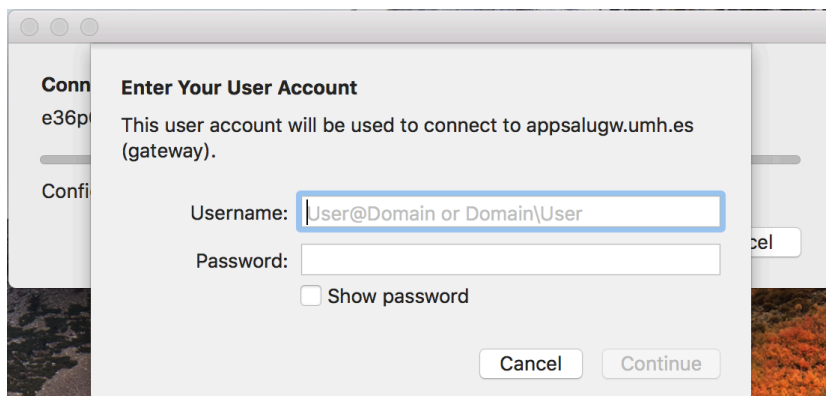 Conn
Enter Your User Account
e36p
This user account will be used to connect to appsalugw.umh.es
(gateway).
Confi
Username: User@Domain or Domain\User
Password:
Show password
cel
Cancel Continue